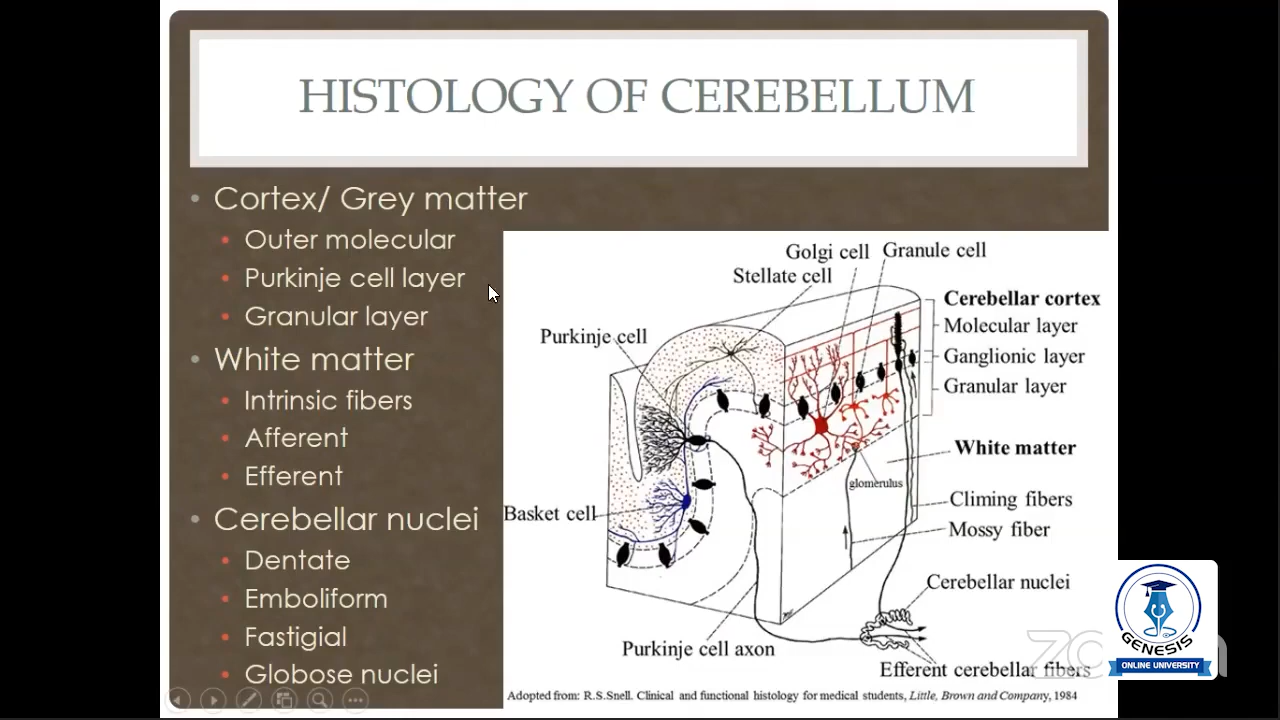 HISTOLOGY OF CEREBELLUM
• Cortex/ Grey matter
• Outer molecular
• Purkinje cell layer
• Granular layer
• White matter
• Intrinsic fibers
• Afferent
• Efferent
• Cerebellar nuclei
• Dentate
• Emboliform
• Fastigial
• Globose nuclei
Golgi cell
Granule cell
Stellate cell
Purkinje cell
Cerebellar cortex
Molecular layer
Ganglionic layer
Granular layer
White matter
glomerulus
Basket cell
Climing fibers
Mossy fiber
Cerebellar nuclei
Purkinje cell axon
Efferent cerebellar fibers
Adopted from: R.S.Snell. Clinical and functional histology for medical students, Little, Brown and Company, 1984
GENESIS
ONLINE UNIVERSITY